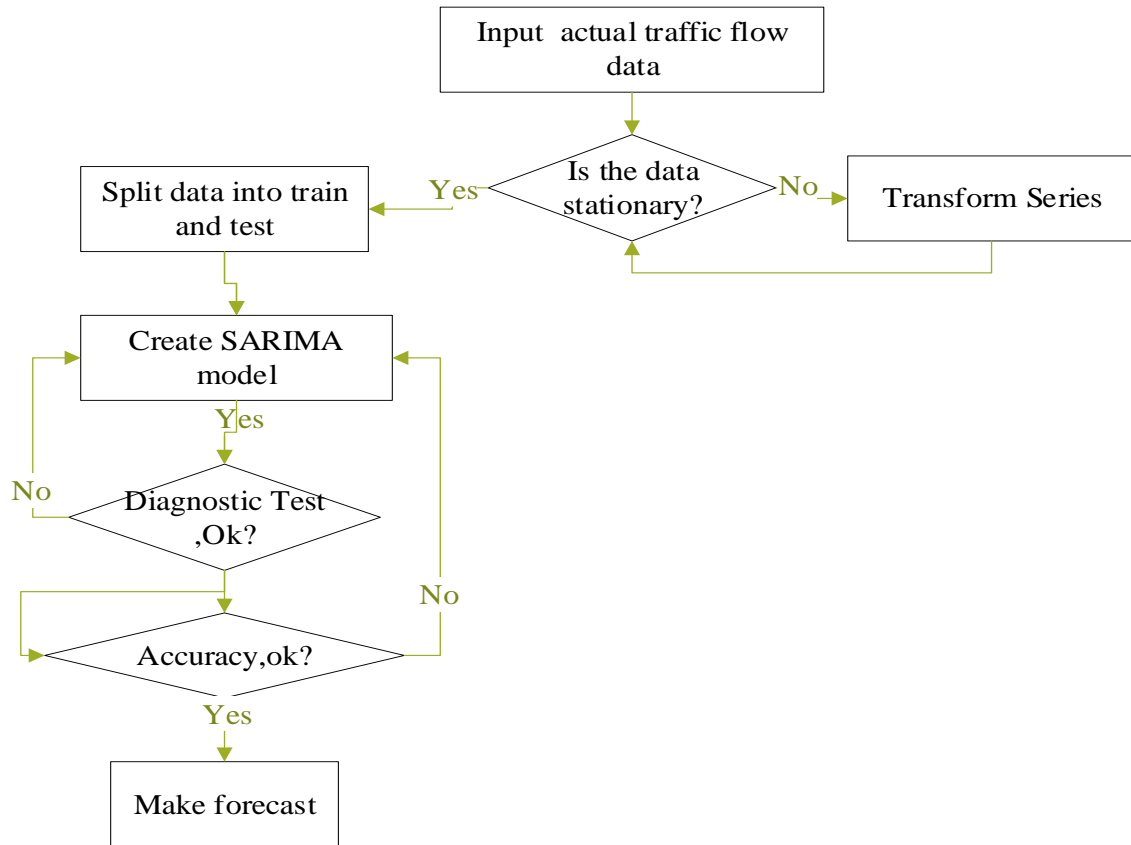 Input actual traffic flow
data
Is the data
stationary?
Yes
No
Split data into train
and test
Transform Series
Create SARIMA
model
Yes
No
Diagnostic Test
,Ok?
No
Accuracy,ok?
Yes
Make forecast